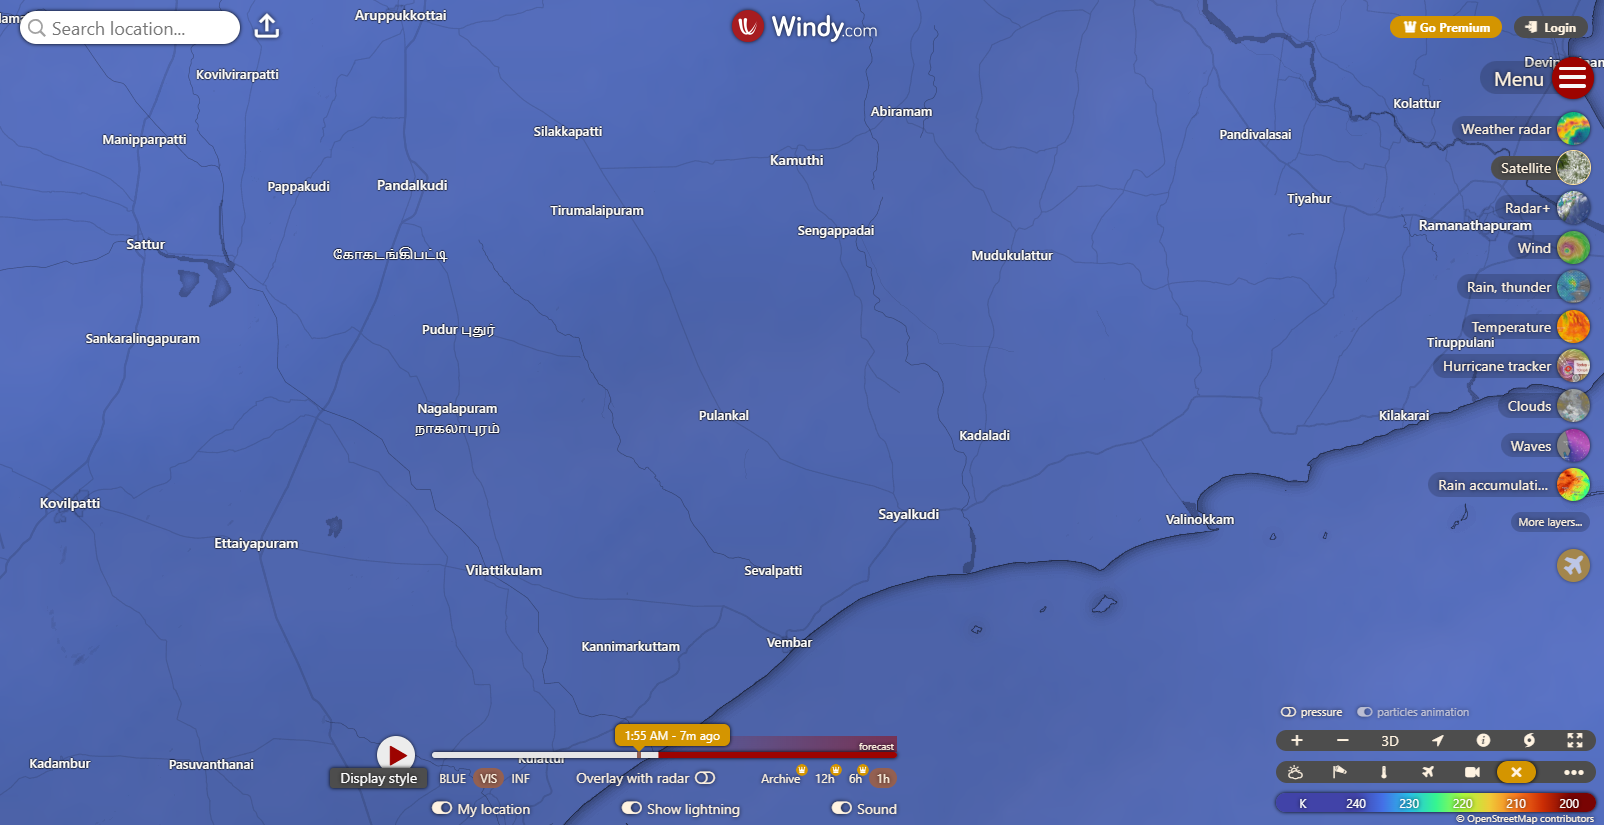 Aruppukkottai
Search location...
Windy.com
Go Premium
Login
Kovilvirarpatti
Menu
Abiramam
Kolattur
Silakkapatti
Weather radar
Manipparpatti
Pandivalasai
Kamuthi
Satellite
Pappakudi
Pandalkudi
Tiyahur
Radar+
Tirumalaipuram
Ramanathapuram
Sengappadai
Sattur
Wind
கோகடங்கிபட்டி
Mudukulattur
Rain, thunder
Pudur புதுர்
Temperature
Sankaralingapuram
Tiruppulani
Hurricane tracker
Nagalapuram
நாகலாபுரம்
Clouds
Pulankal
Kilakarai
Kadaladi
Waves
Rain accumulati...
Kovilpatti
Sayalkudi
Valinokkam
More layers...
Ettaiyapuram
Vilattikulam
Sevalpatti
Kannimarkuttam
Vembar
pressure
particles animation
1:55 AM - 7m ago
forecast
3D
Kadambur
Pasuvanthanai
Kulattur
Display style
BLUE
VIS
INF
Overlay with radar
Archive
12h
6h
1h
My location
Show lightning
Sound
K 240 230 220 210 200
© OpenStreetMap contributors